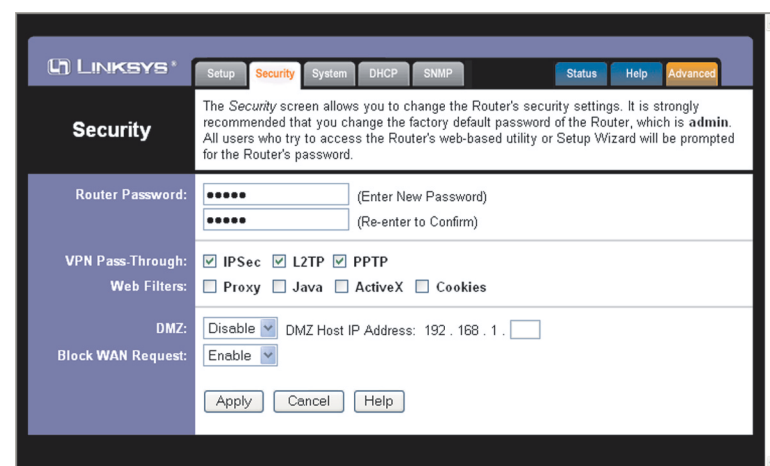 LINKSYS®
Setup Security System DHCP SNMP Status Help Advanced
Security
The Security screen allows you to change the Router's security settings. It is strongly
recommended that you change the factory default password of the Router, which is admin.
All users who try to access the Router's web-based utility or Setup Wizard will be prompted
for the Router's password.
Router Password: ••••• (Enter New Password)
••••• (Re-enter to Confirm)
VPN Pass-Through: IPSec L2TP PPTP
Web Filters: Proxy Java ActiveX Cookies
DMZ: Disable DMZ Host IP Address: 192 . 168 . 1 .
Block WAN Request: Enable
Apply Cancel Help